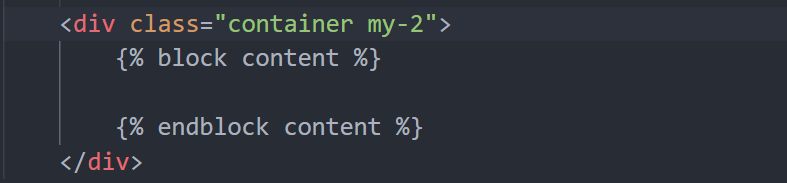 <div class="container my-2">
{% block content %}
{% endblock content %}
</div>